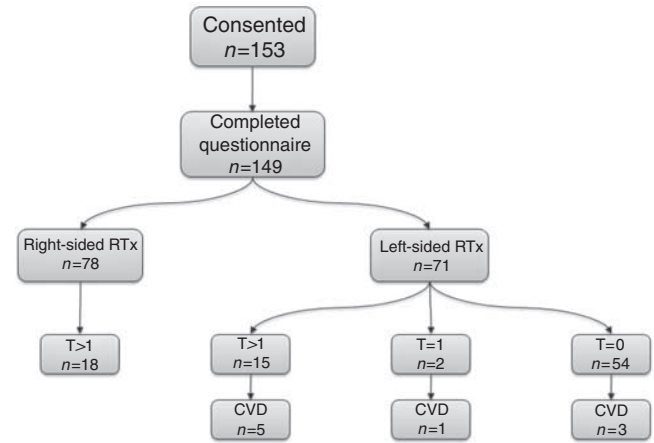 Consented
n=153
Completed
questionnaire
n=149
Right-sided RTx
n=78
Left-sided RTx
n=71
T>1
n=18
T>1
n=15
T=1
n=2
T=0
n=54
CVD
n=5
CVD
n=1
CVD
n=3